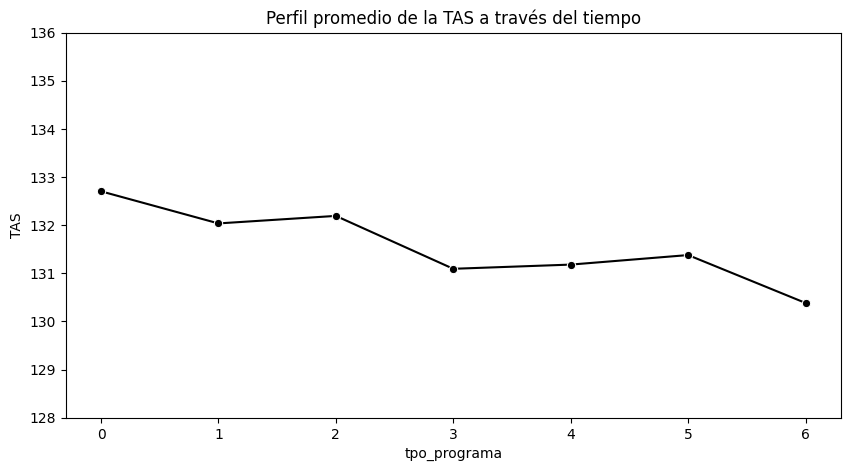 Perfil promedio de la TAS a través del tiempo
136
135
134
133
132
131
130
129
128
TAS
0 1 2 3 4 5 6
tpo_programa